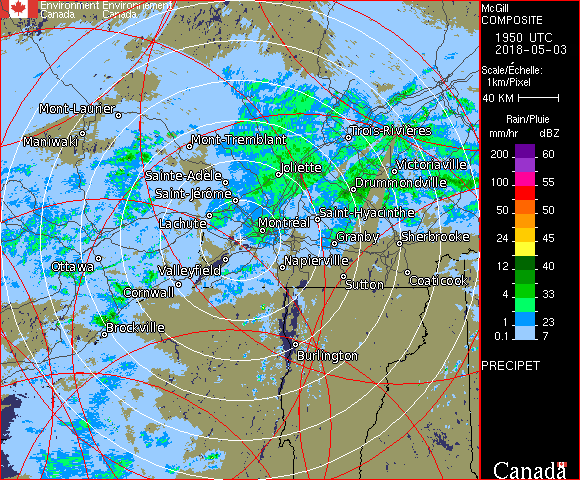 Environment Environnement
Canada Canada
McGill
COMPOSITE
1950 UTC
2018-05-03
Scale/Échelle:
1km/Pixel
40 KM
Rain/Pluie
mm/hr dBZ
200 60
100 55
50 50
24 45
12 40
4 33
1 23
0.1 7
PRECIPET
Canada
Mont-Laurier
Maniwaki
Mont-Tremblant
Trois-Rivières
Victoriaville
Joliette
Sainte-Adèle
Drummondville
Saint-Jérôme
Saint-Hyacinthe
Lachute
Montréal
Granby
Sherbrooke
Ottawa
Valleyfield
Napierville
Coaticook
Cornwall
Sutton
Brockville
Burlington